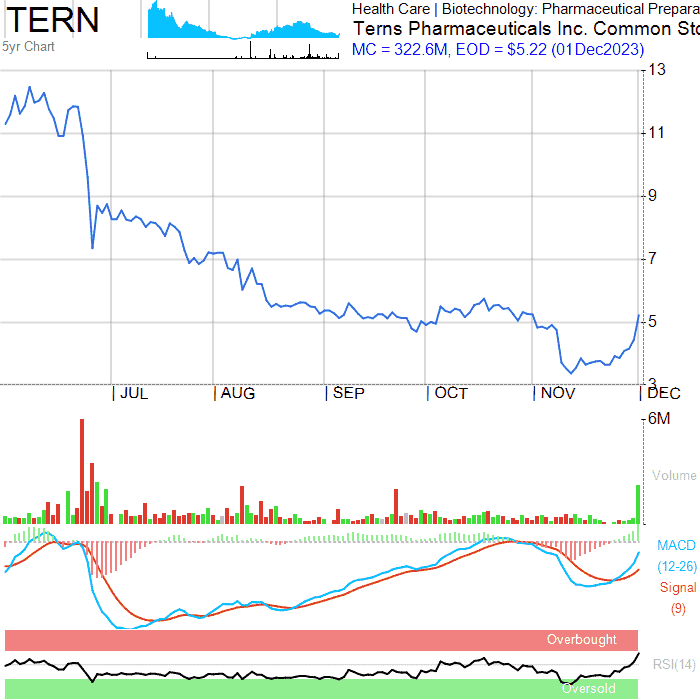 TERN
5yr Chart
Health Care | Biotechnology: Pharmaceutical Prepara
Terns Pharmaceuticals Inc. Common Sto
MC = 322.6M, EOD = $5.22 (01Dec2023)
13
11
9
7
5
3
JUL
AUG
SEP
OCT
NOV
DEC
6M
Volume
MACD
(12-26)
Signal
(9)
Overbought
RSI(14)
Oversold